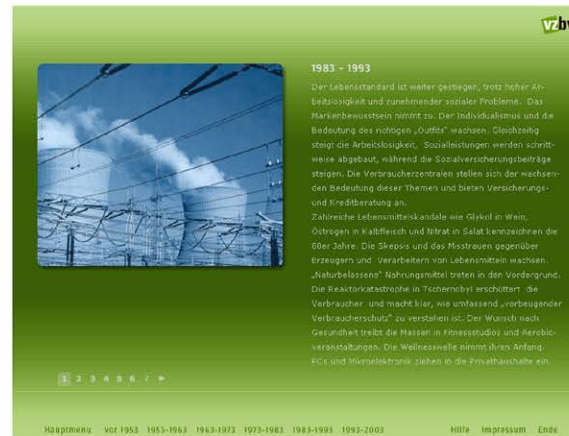 vzbv
1983 - 1993
Der Lebensstandard ist weiter gestiegen, trotz hoher Ar-
beitslosigkeit und zunehmender sozialer Probleme. Das
Markenbewusstsein nimmt zu. Der Individualismus und die
Bedeutung des richtigen „Outfits“ wachsen. Gleichzeitig
steigt die Arbeitslosigkeit, Sozialleistungen werden schritt-
weise abgebaut, während die Sozialversicherungsbeiträge
steigen. Die Verbraucherzentralen stellen sich der wachsen-
den Bedeutung dieser Themen und bieten Versicherungs-
und Kreditberatung an.
Zahlreiche Lebensmittelskandale wie Glykol in Wein,
Östrogen in Kalbfleisch und Nitrat in Salat kennzeichnen die
80er Jahre. Die Skepsis und das Misstrauen gegenüber
Erzeugern und Verarbeitern von Lebensmitteln wachsen.
„Naturbelassene“ Nahrungsmittel treten in den Vordergrund.
Die Reaktorkatastrophe in Tschernobyl erschüttert die
Verbraucher und macht klar, wie umfassend „vorbeugender
Verbraucherschutz“ zu verstehen ist. Der Wunsch nach
Gesundheit treibt die Massen in Fitnessstudios und Aerobic-
veranstaltungen. Die Wellnesswelle nimmt ihren Anfang.
PCs und Mikroelektronik ziehen in die Privathaushalte ein.
1 2 3 4 5 6 7
Hauptmenü vor 1953 1953-1963 1963-1973 1973-1983 1983-1993 1993-2003 Hilfe Impressum Ende